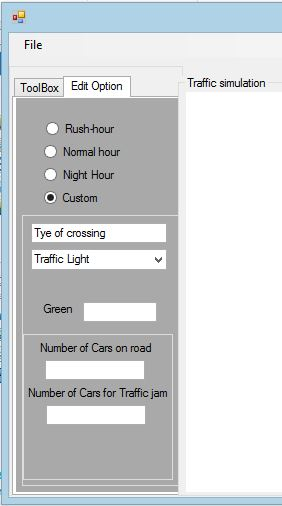 File
ToolBox
Edit Option
Traffic simulation
Rush-hour
Normal hour
Night Hour
Custom
Tye of crossing
Traffic Light
Green
Number of Cars on road
Number of Cars for Traffic jam